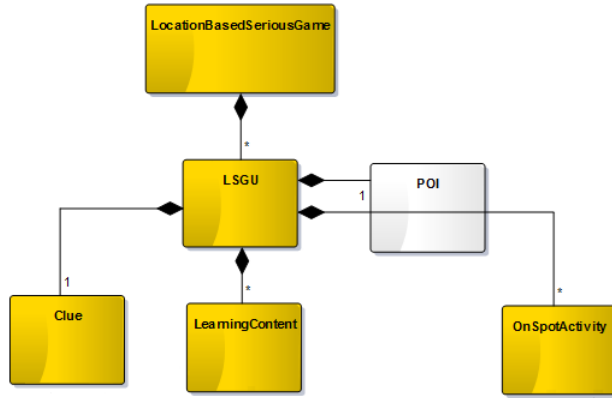 LocationBasedSeriousGame
*
LSGU
POI
1
1
*
*
Clue
LearningContent
OnSpotActivity